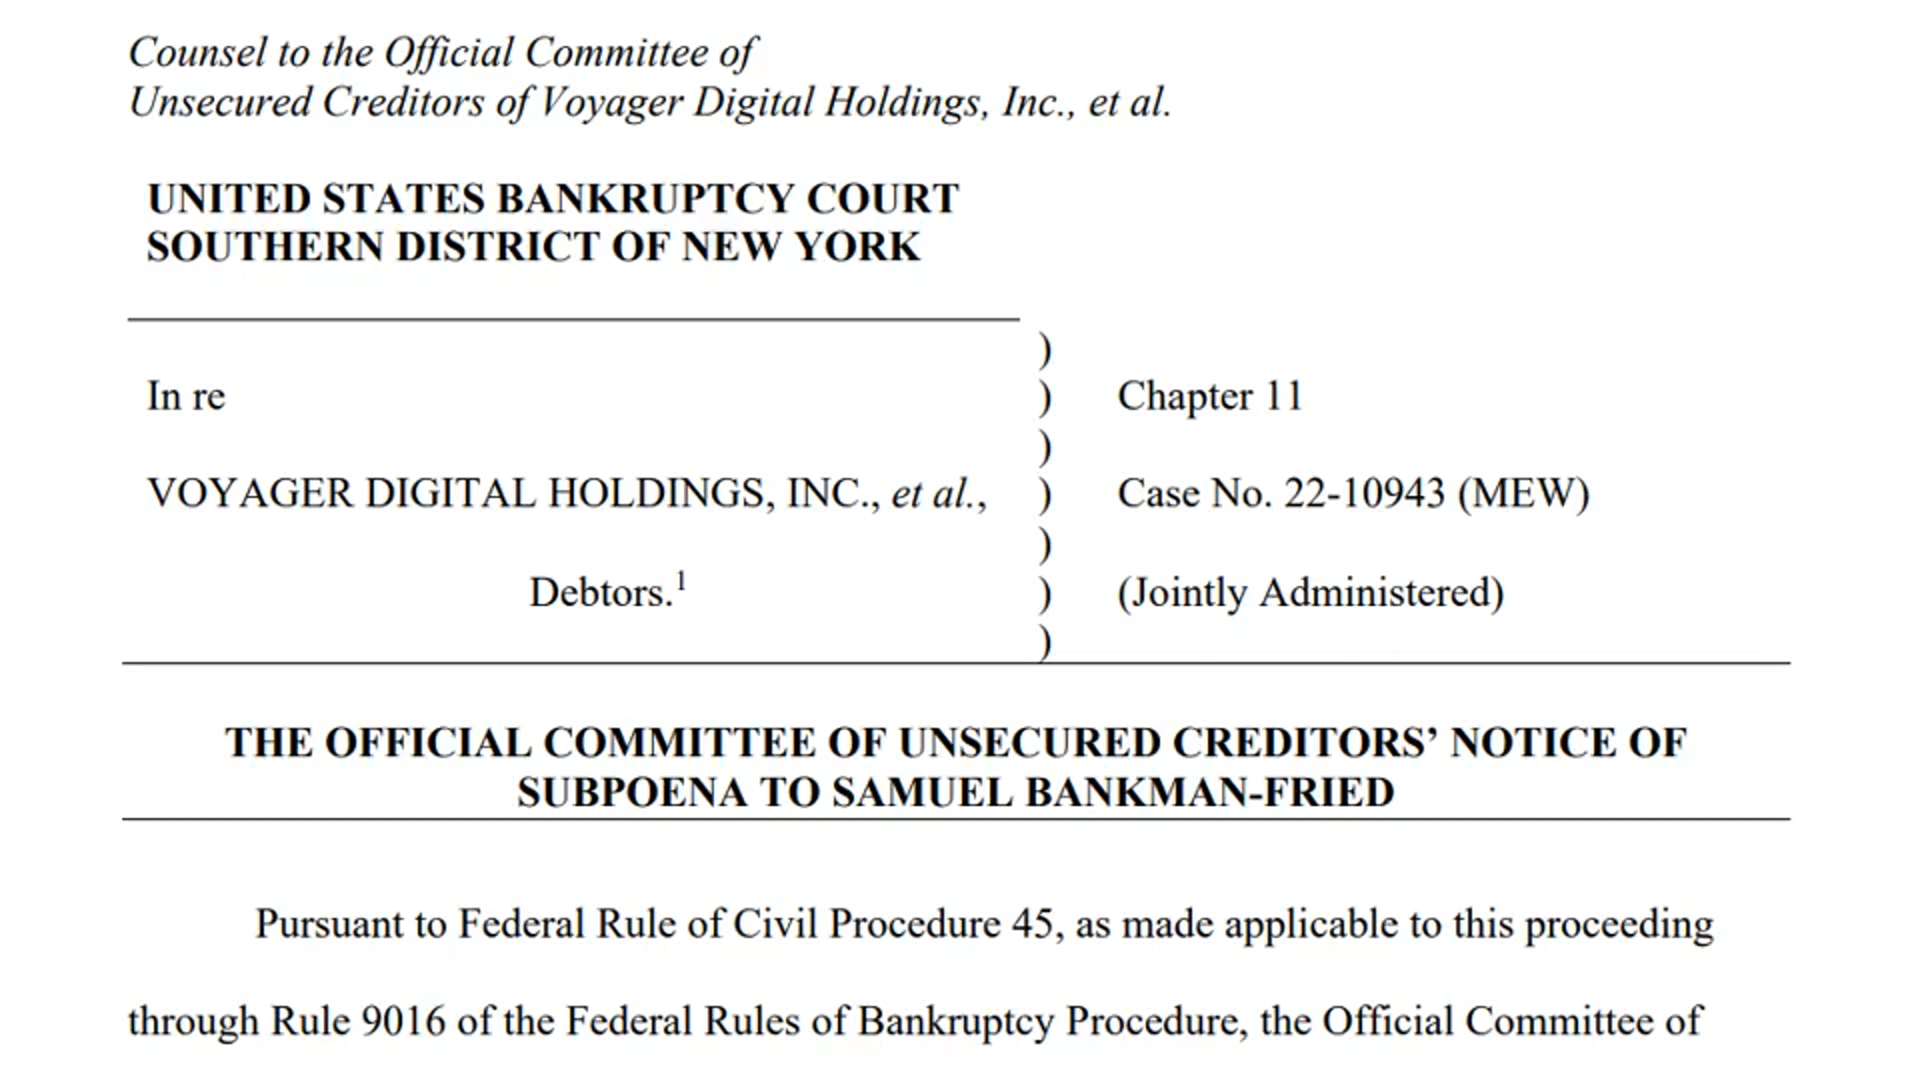 Counsel to the Official Committee of
Unsecured Creditors of Voyager Digital Holdings, Inc., et al.
UNITED STATES BANKRUPTCY COURT
SOUTHERN DISTRICT OF NEW YORK
)
In re ) Chapter 11
)
VOYAGER DIGITAL HOLDINGS, INC., et al., ) Case No. 22-10943 (MEW)
)
Debtors.1 ) (Jointly Administered)
)
THE OFFICIAL COMMITTEE OF UNSECURED CREDITORS’ NOTICE OF
SUBPOENA TO SAMUEL BANKMAN-FRIED
Pursuant to Federal Rule of Civil Procedure 45, as made applicable to this proceeding
through Rule 9016 of the Federal Rules of Bankruptcy Procedure, the Official Committee of